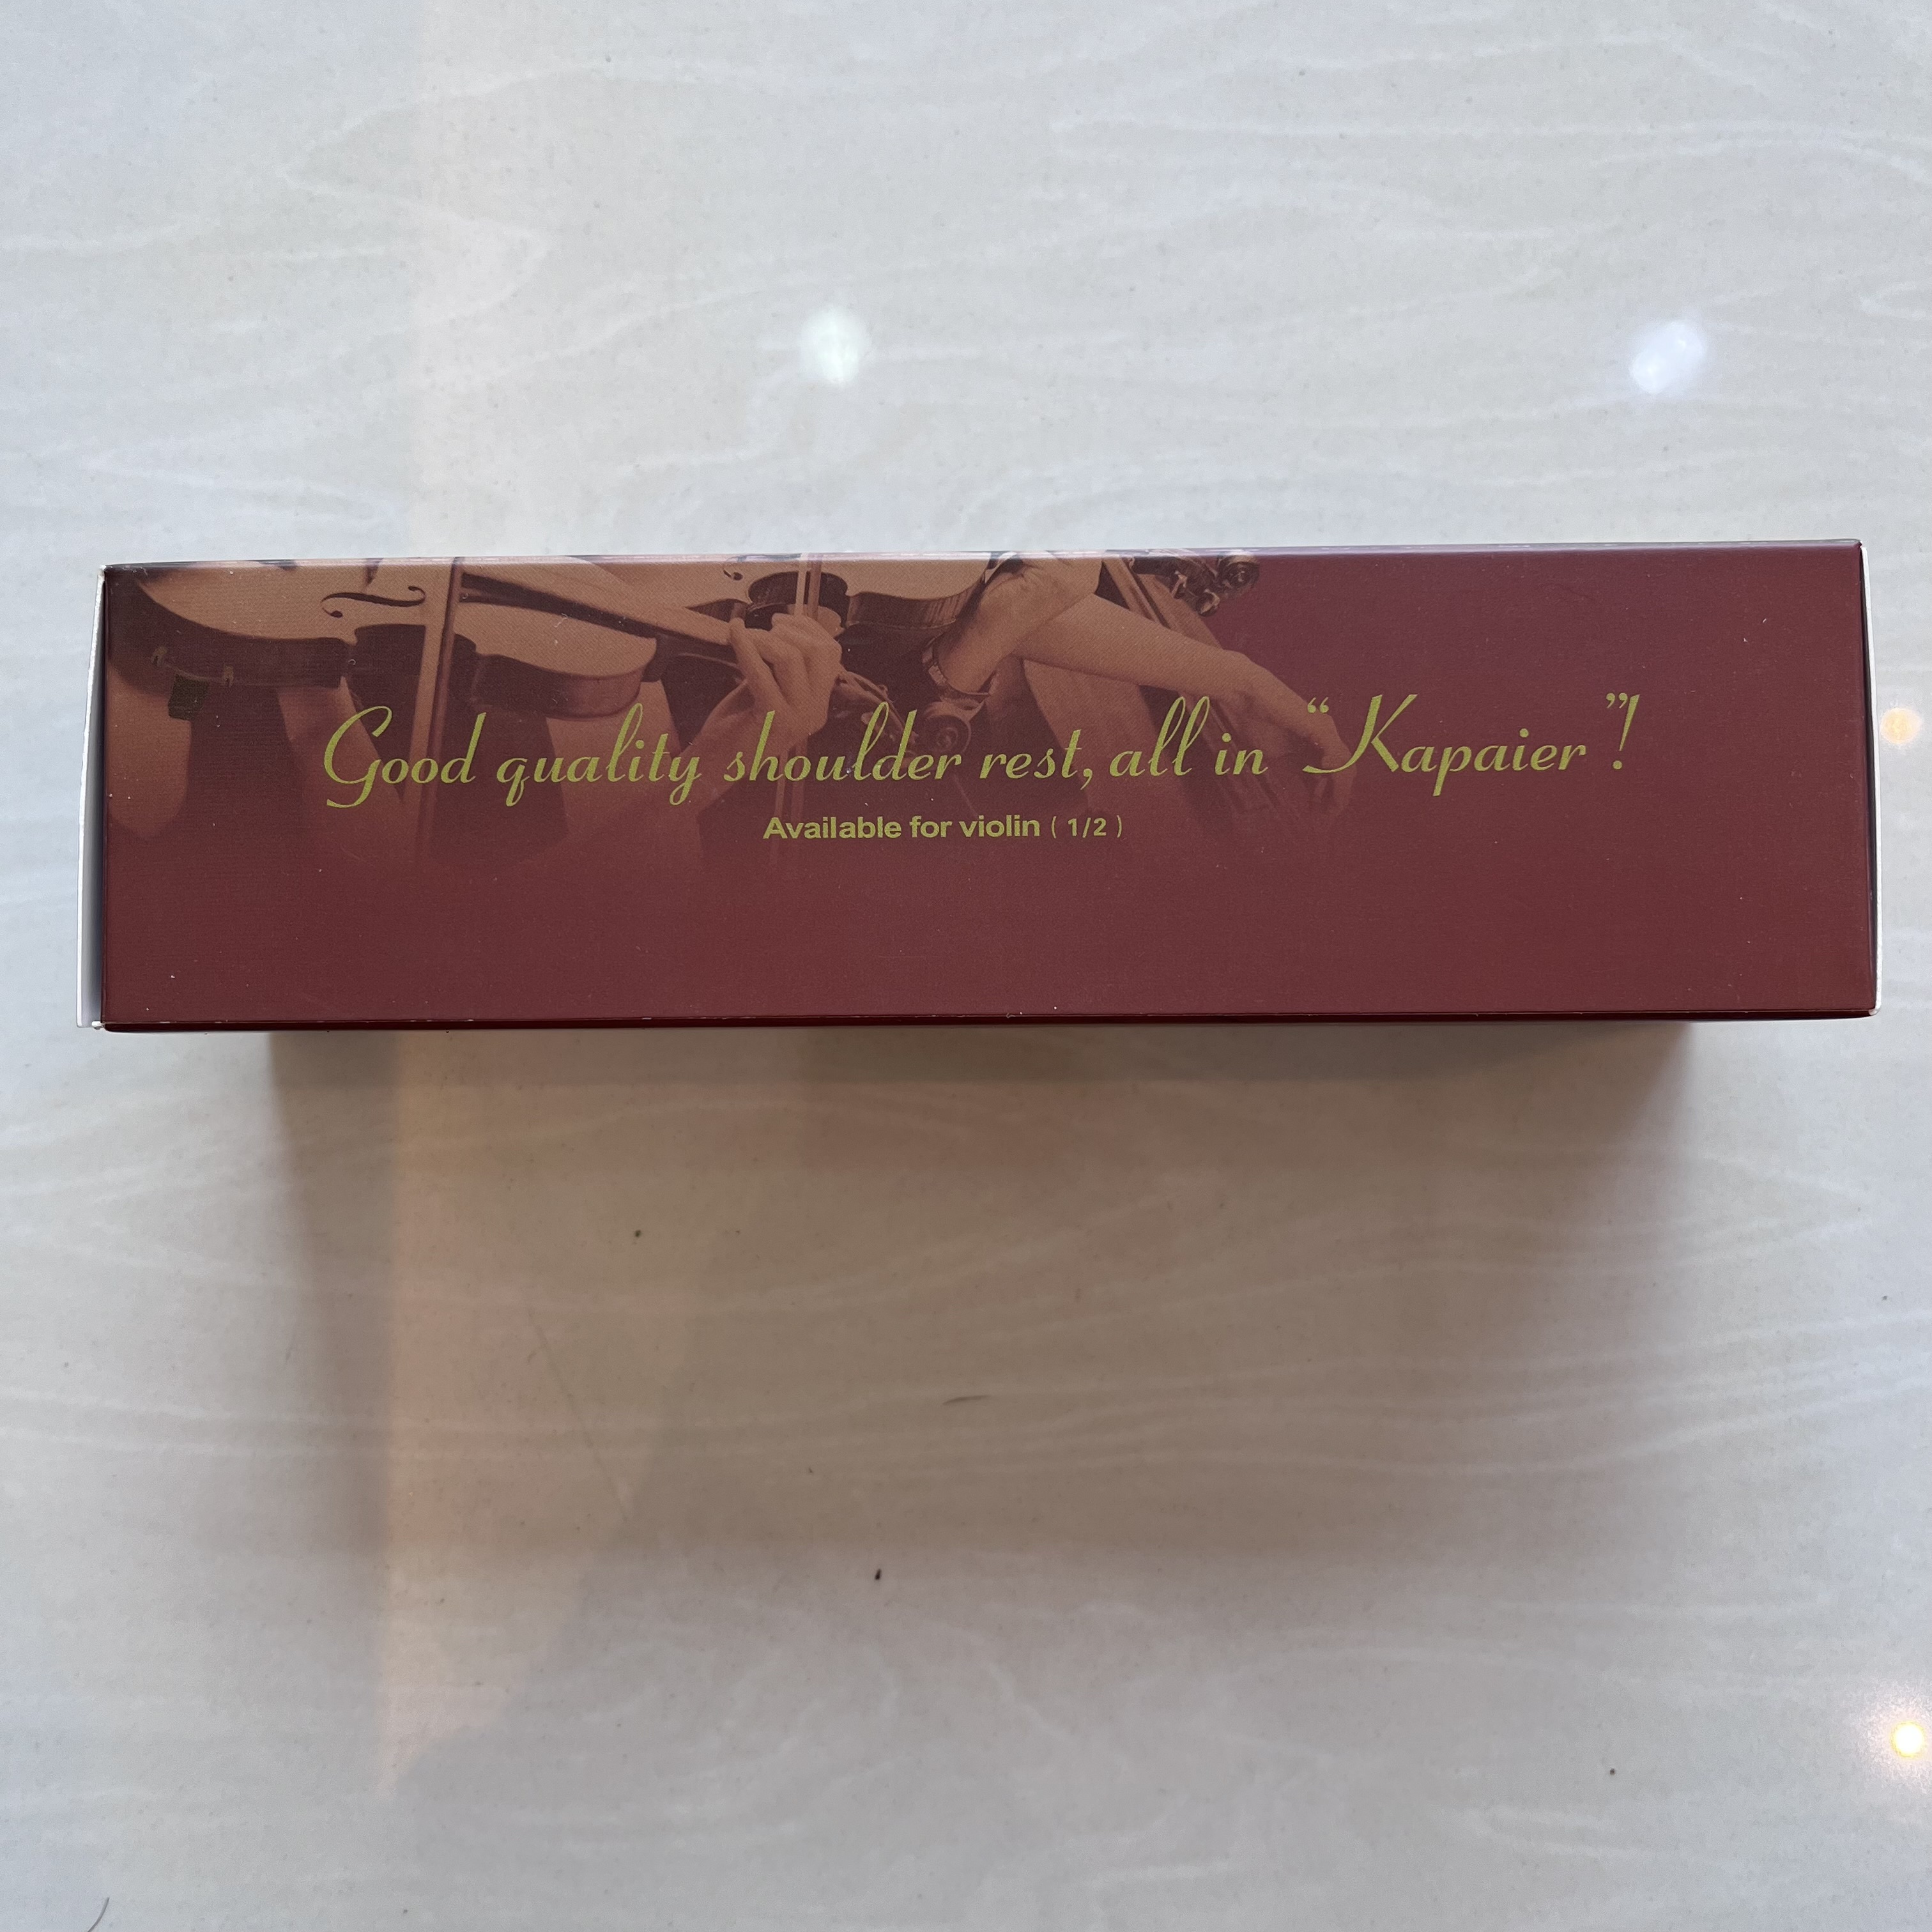 Good quality shoulder rest, all in “Kapaier”!
Available for violin ( 1/2 )